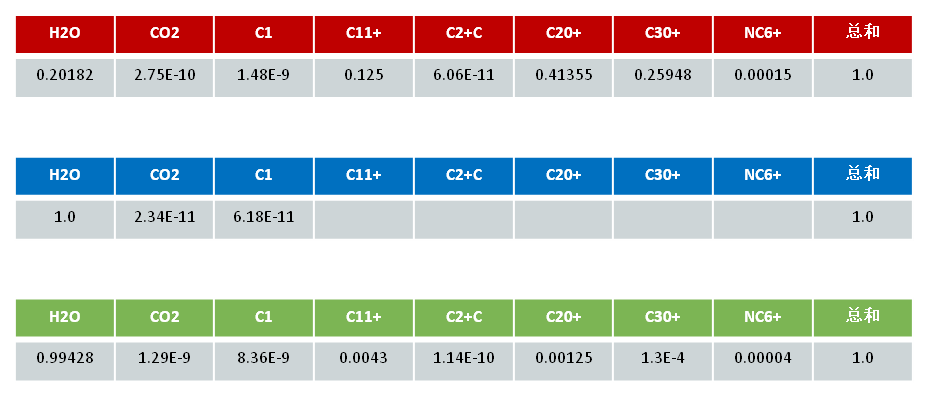 H2O CO2 C1 C11+ C2+C C20+ C30+ NC6+ 总和
0.20182 2.75E-10 1.48E-9 0.125 6.06E-11 0.41355 0.25948 0.00015 1.0
H2O CO2 C1 C11+ C2+C C20+ C30+ NC6+ 总和
1.0 2.34E-11 6.18E-11 1.0
H2O CO2 C1 C11+ C2+C C20+ C30+ NC6+ 总和
0.99428 1.29E-9 8.36E-9 0.0043 1.14E-10 0.00125 1.3E-4 0.00004 1.0